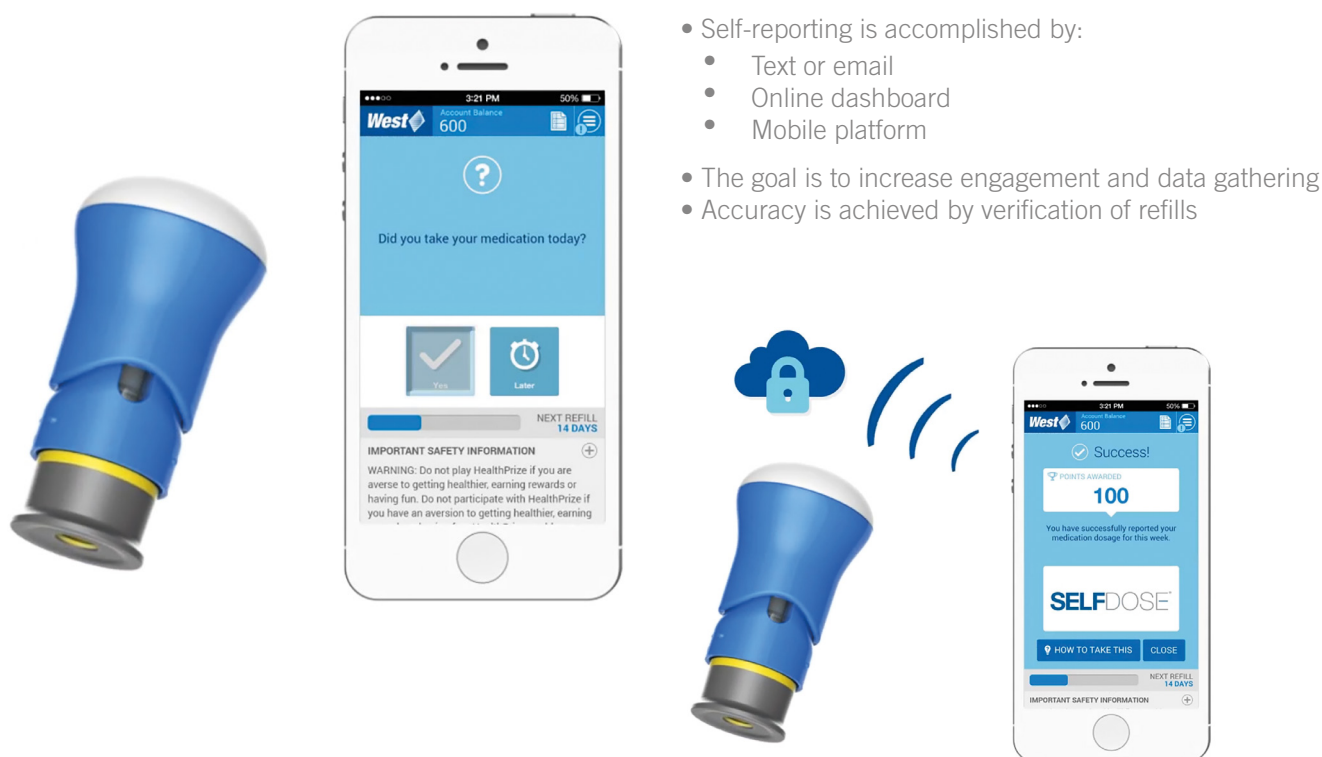 • Self-reporting is accomplished by:
• Text or email
• Online dashboard
• Mobile platform
• The goal is to increase engagement and data gathering
• Accuracy is achieved by verification of refills
3:21 PM 50%
West Account Balance
600
?
Did you take your medication today?
Yes Later
NEXT REFILL
14 DAYS
IMPORTANT SAFETY INFORMATION
WARNING: Do not play HealthPrize if you are
averse to getting healthier, earning rewards or
having fun. Do not participate with HealthPrize if
you have an aversion to getting healthier, earning
3:21 PM 50%
West Account Balance
600
Success!
POINTS AWARDED
100
You have successfully reported your
medication dosage for this week.
SELFDOSE
HOW TO TAKE THIS CLOSE
NEXT REFILL
14 DAYS
IMPORTANT SAFETY INFORMATION